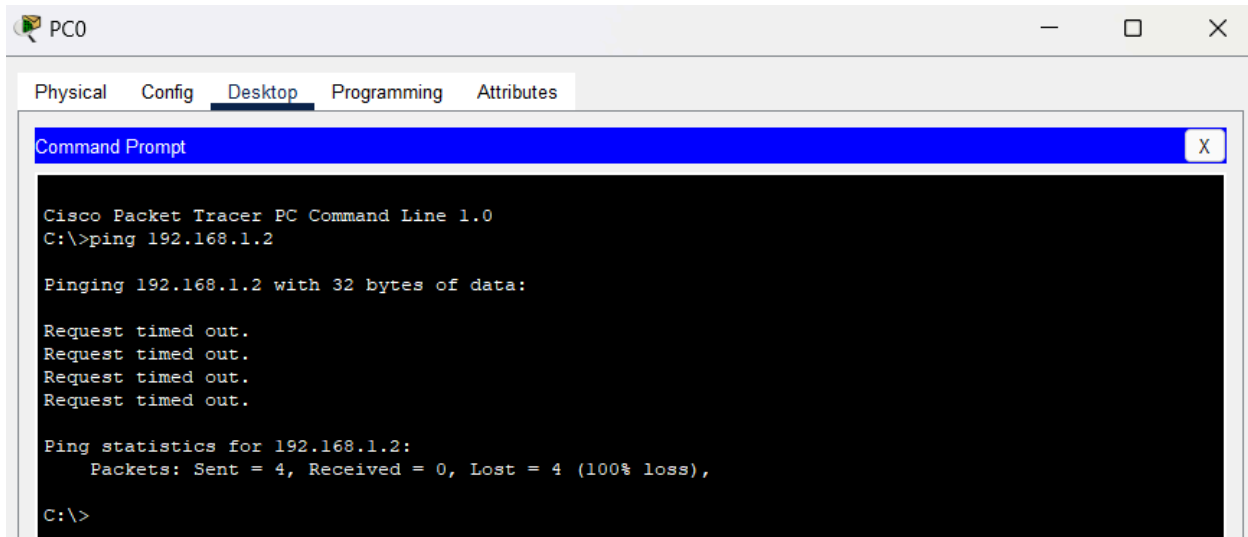 PC0
Physical Config Desktop Programming Attributes
Command Prompt X
Cisco Packet Tracer PC Command Line 1.0
C:\>ping 192.168.1.2
Pinging 192.168.1.2 with 32 bytes of data:
Request timed out.
Request timed out.
Request timed out.
Request timed out.
Ping statistics for 192.168.1.2:
Packets: Sent = 4, Received = 0, Lost = 4 (100% loss),
C:\>